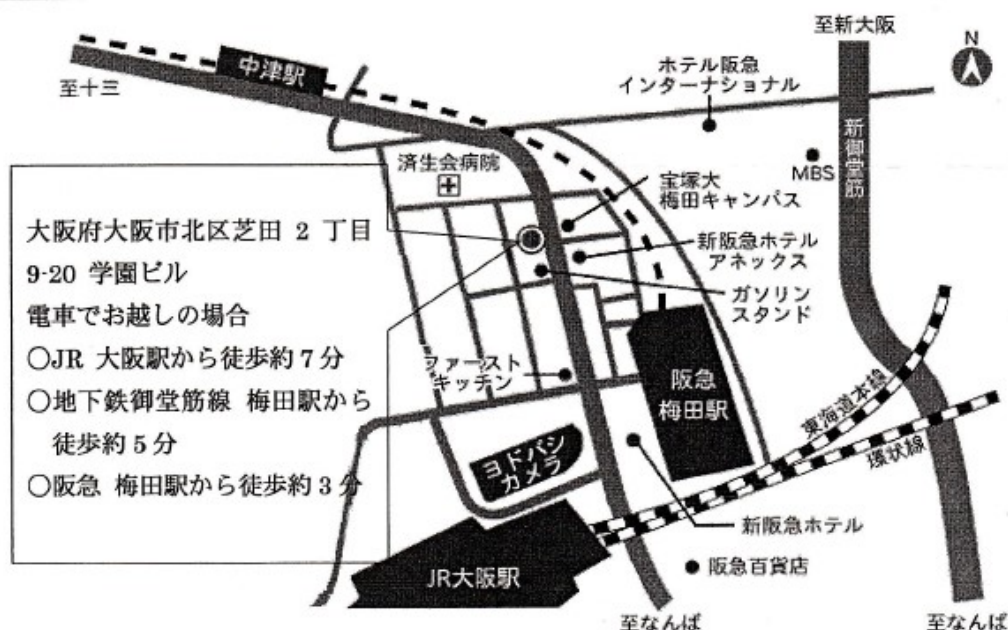 至新大阪
N
中津駅
至十三
ホテル阪急
インターナショナル
新御堂筋
MBS
済生会病院
宝塚大
梅田キャンパス
大阪府大阪市北区芝田 2 丁目
9-20 学園ビル
電車でお越しの場合
○JR 大阪駅から徒歩約7分
○地下鉄御堂筋線 梅田駅から
徒歩約5分
○阪急 梅田駅から徒歩約3分
新阪急ホテル
アネックス
ガソリン
スタンド
ファースト
キッチン
阪急
梅田駅
東海道本線
環状線
ヨドバシ
カメラ
新阪急ホテル
JR大阪駅
阪急百貨店
至なんば
至なんば